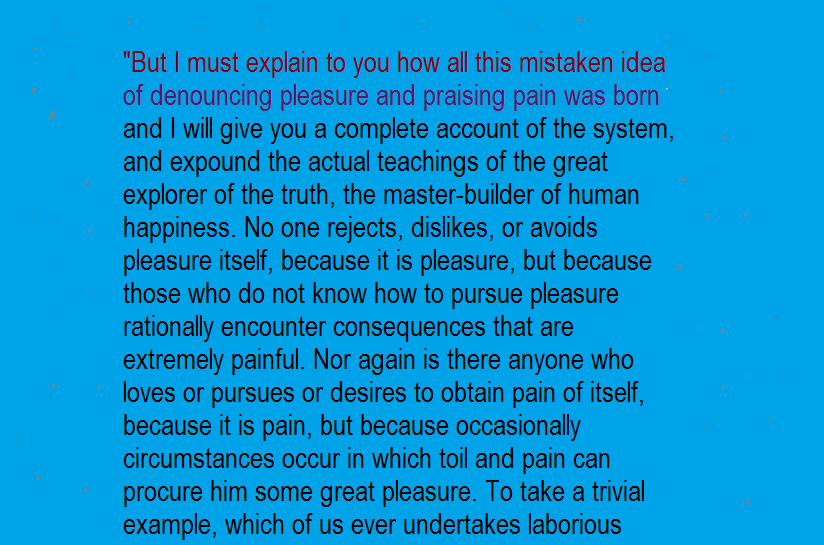 "But I must explain to you how all this mistaken idea
of denouncing pleasure and praising pain was born
and I will give you a complete account of the system,
and expound the actual teachings of the great
explorer of the truth, the master-builder of human
happiness. No one rejects, dislikes, or avoids
pleasure itself, because it is pleasure, but because
those who do not know how to pursue pleasure
rationally encounter consequences that are
extremely painful. Nor again is there anyone who
loves or pursues or desires to obtain pain of itself,
because it is pain, but because occasionally
circumstances occur in which toil and pain can
procure him some great pleasure. To take a trivial
example, which of us ever undertakes laborious